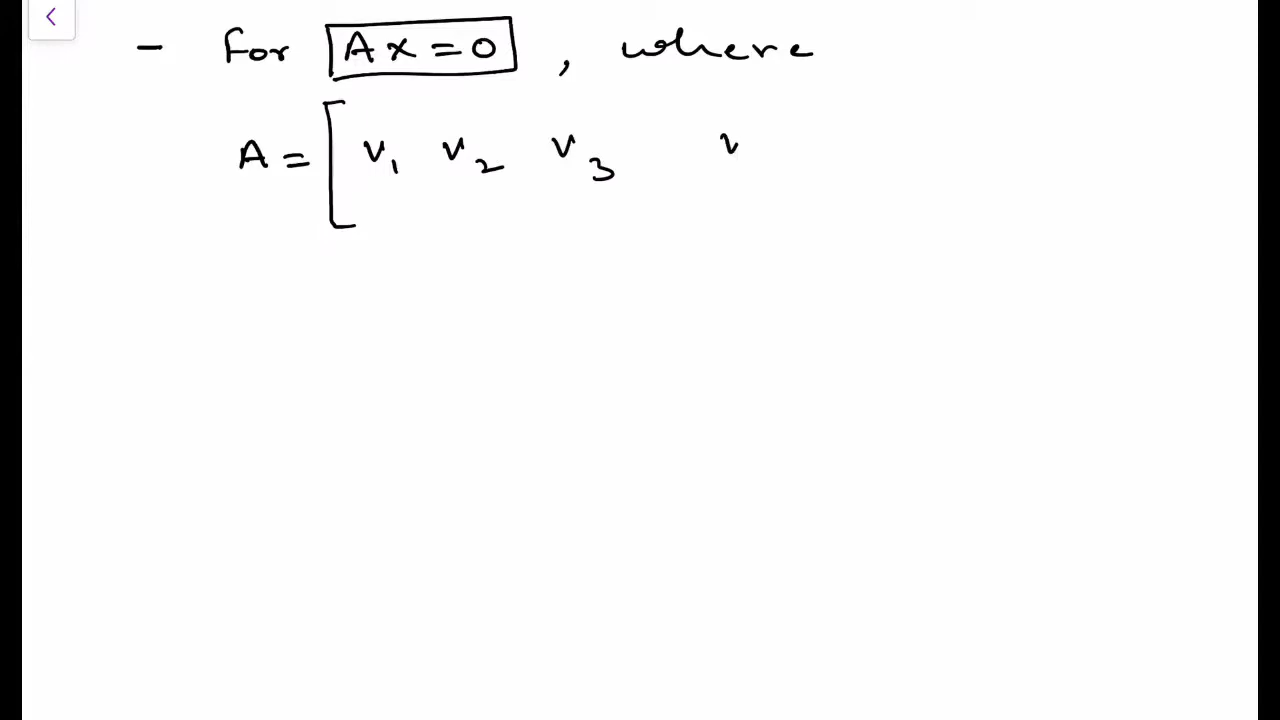 - For Ax=0, where
A = [ v₁ v₂ v₃ v